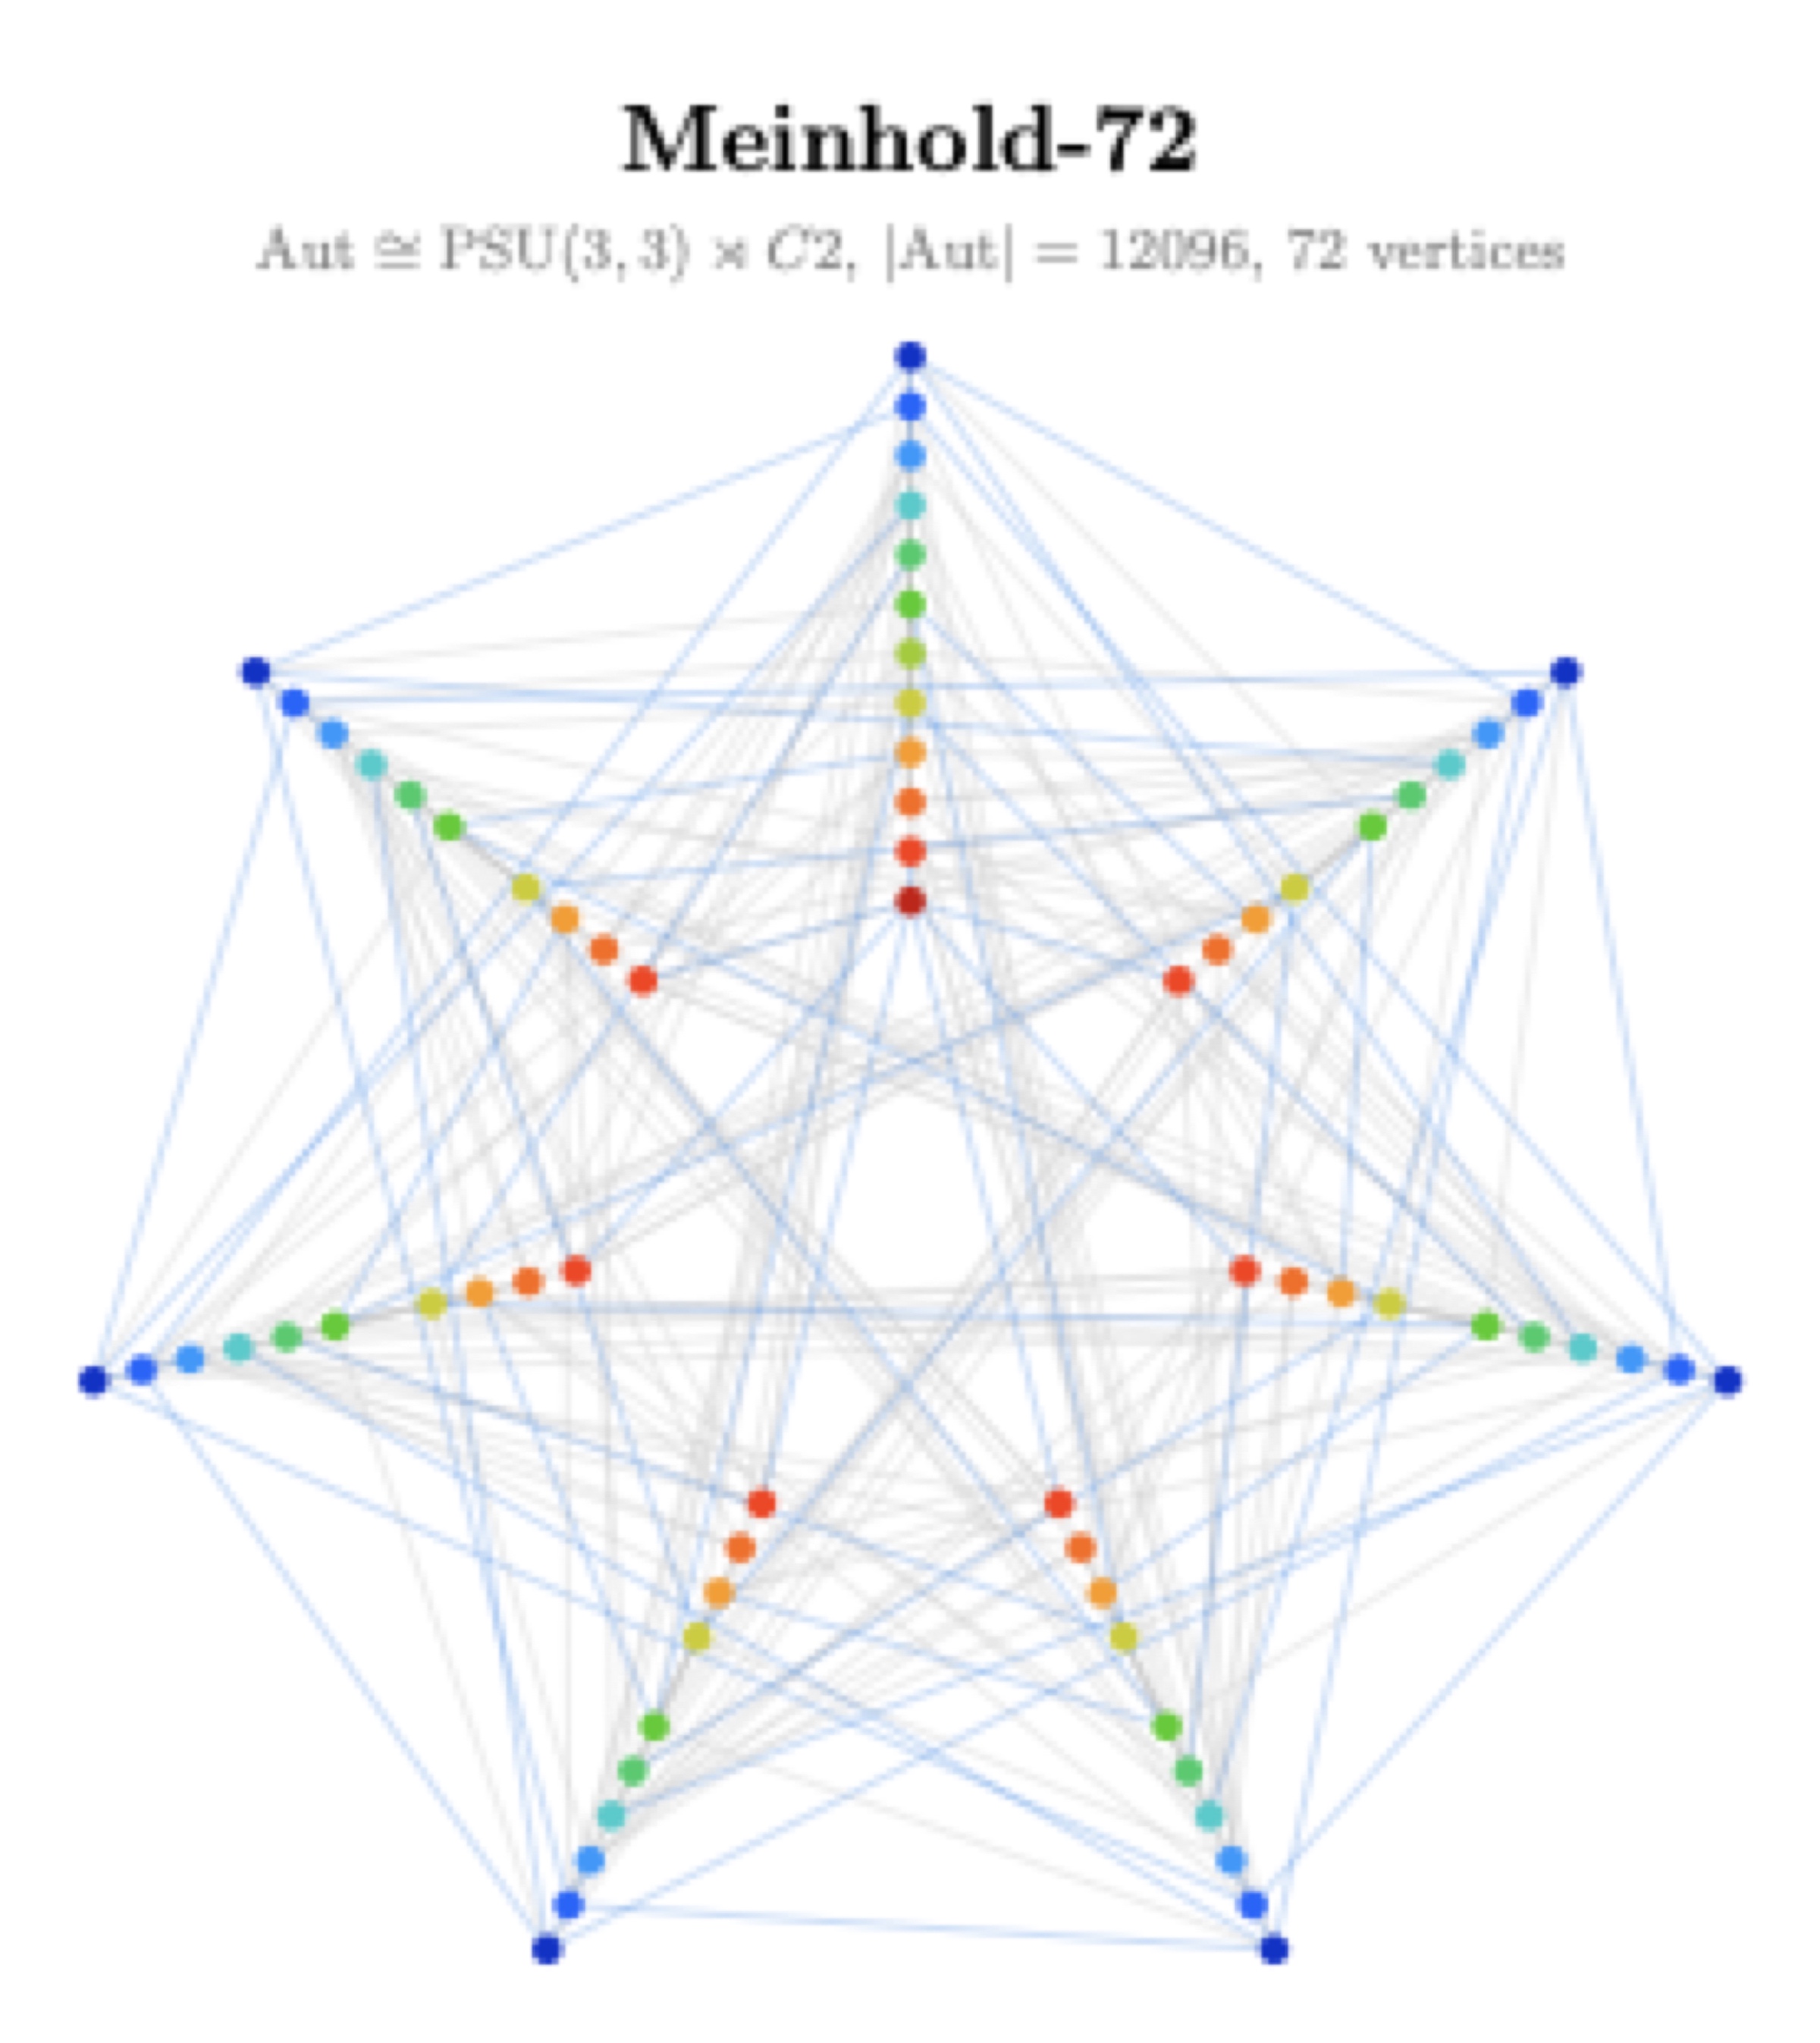 Meinhold-72
Aut ≅ PSU(3, 3) ⋊ C2, |Aut| = 12096, 72 vertices